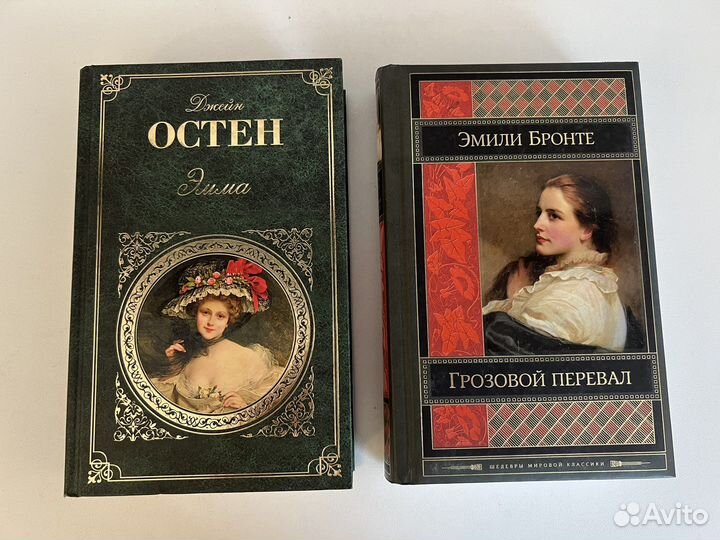 Джейн
ОСТЕН
Эмма
ЭМИЛИ БРОНТЕ
ГРОЗОВОЙ ПЕРЕВАЛ
ШЕДЕВРЫ МИРОВОЙ КЛАССИКИ
Avito